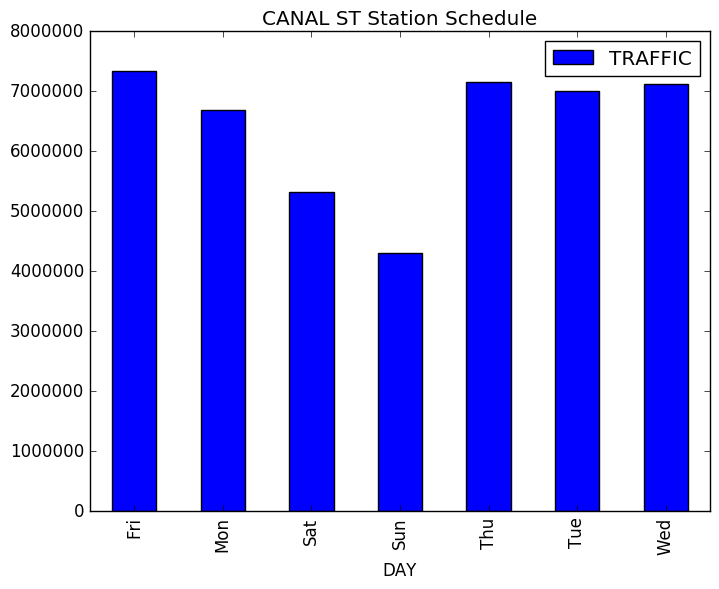 CANAL ST Station Schedule
TRAFFIC
8000000
7000000
6000000
5000000
4000000
3000000
2000000
1000000
0
Fri
Mon
Sat
Sun
Thu
Tue
Wed
DAY